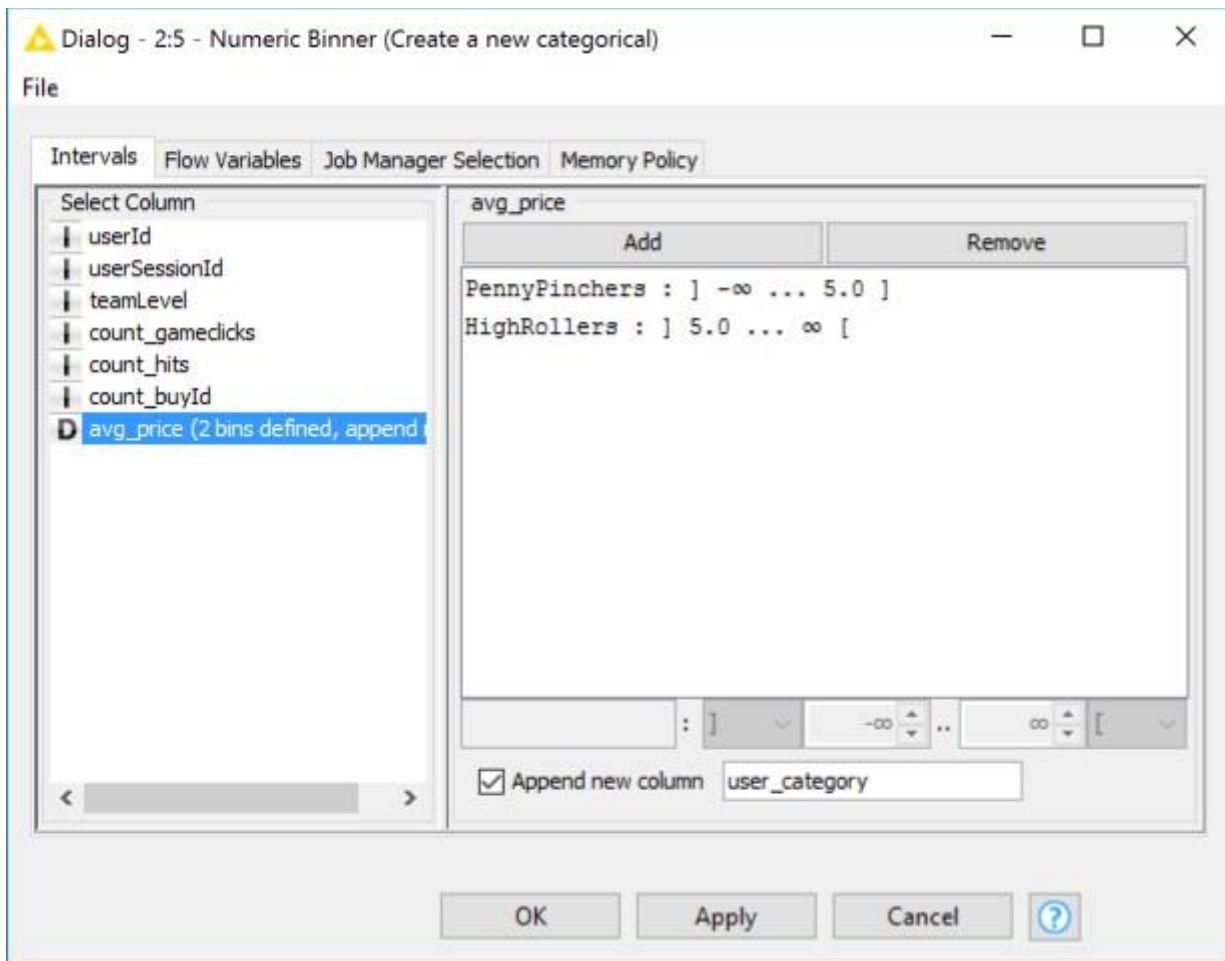 Dialog - 2:5 - Numeric Binner (Create a new categorical)
File
Intervals Flow Variables Job Manager Selection Memory Policy
Select Column
userId
userSessionId
teamLevel
count_gameclicks
count_hits
count_buyId
D avg_price (2 bins defined, append
avg_price
Add Remove
PennyPinchers : ] -∞ ... 5.0 ]
HighRollers : ] 5.0 ... ∞ [
: ] -∞ .. ∞ [
Append new column user_category
OK Apply Cancel ?